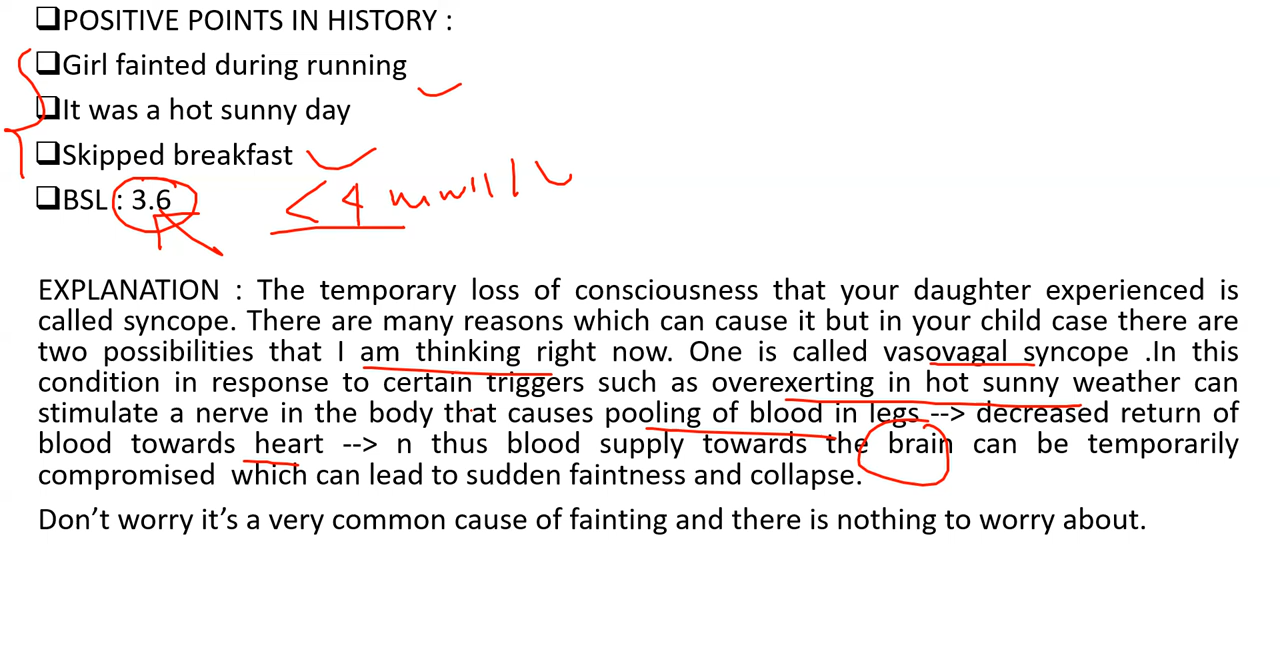 POSITIVE POINTS IN HISTORY :
Girl fainted during running
It was a hot sunny day
Skipped breakfast
BSL : 3.6 < 4 mmol/L
EXPLANATION : The temporary loss of consciousness that your daughter experienced is
called syncope. There are many reasons which can cause it but in your child case there are
two possibilities that I am thinking right now. One is called vasovagal syncope .In this
condition in response to certain triggers such as overexerting in hot sunny weather can
stimulate a nerve in the body that causes pooling of blood in legs --> decreased return of
blood towards heart --> n thus blood supply towards the brain can be temporarily
compromised which can lead to sudden faintness and collapse.
Don’t worry it’s a very common cause of fainting and there is nothing to worry about.